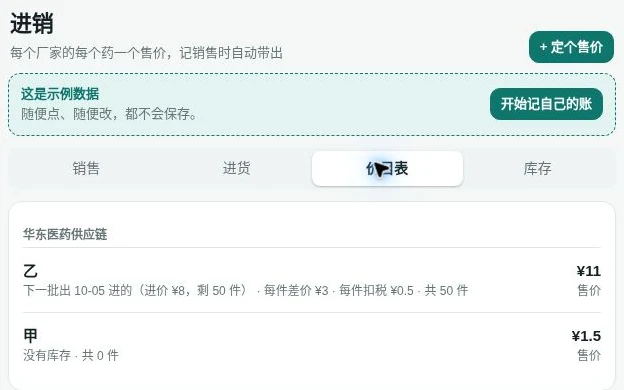 进销
每个厂家的每个药一个售价，记销售时自动带出
+ 定个售价
这是示例数据
随便点、随便改，都不会保存。
开始记自己的账
销售
进货
价目表
库存
华东医药供应链
乙
¥11
下一批出 10-05 进的（进价 ¥8，剩 50 件） · 每件差价 ¥3 · 每件扣税 ¥0.5 · 共 50 件
售价
甲
¥1.5
没有库存 · 共 0 件
售价